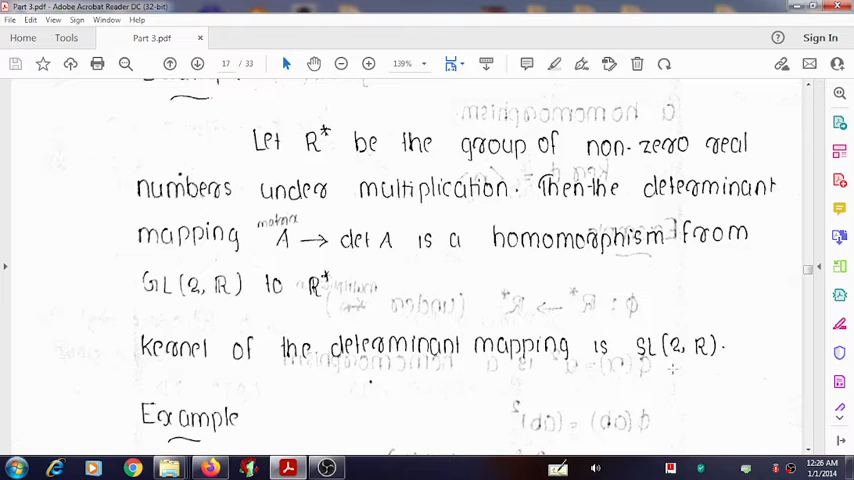 Part 3.pdf - Adobe Acrobat Reader DC (32-bit)
File Edit View Sign Window Help
Home Tools Part 3.pdf × Sign In
17 / 33 139%
Let R* be the group of non-zero real
numbers under multiplication. Then the determinant
matrix
mapping A → det A is a homomorphism from
GL(2, R) to R*
Kernel of the determinant mapping is SL(2, R).
Example
12:26 AM
1/1/2014